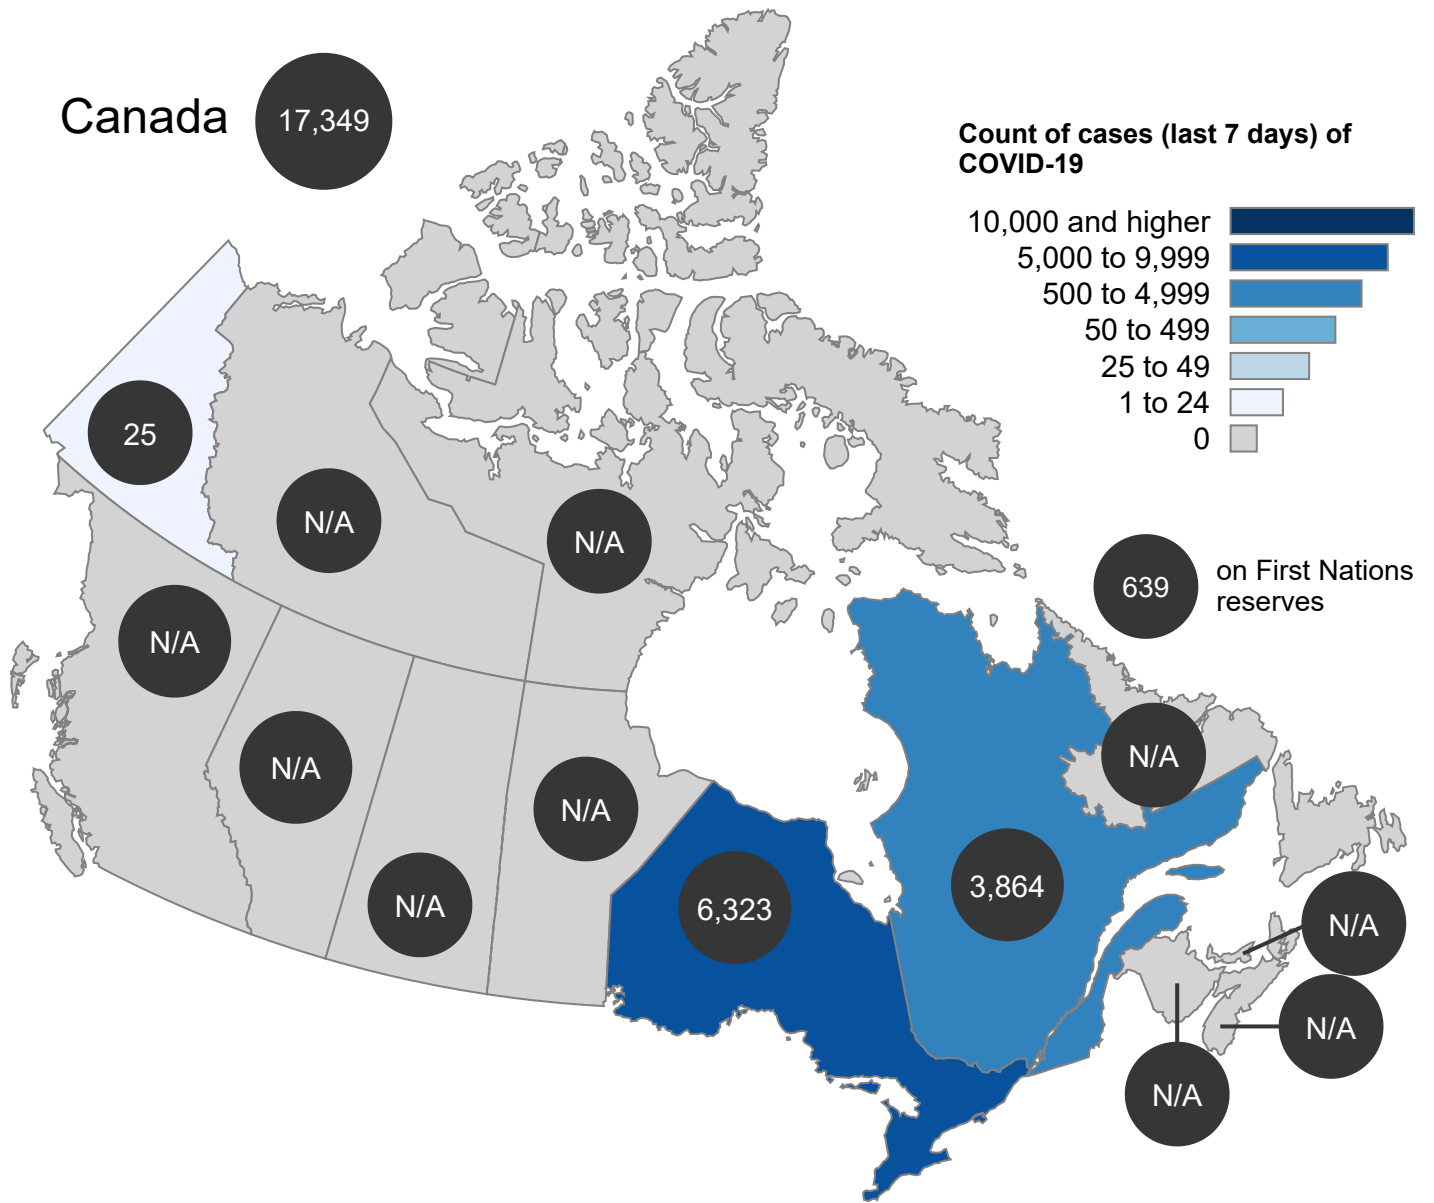 Canada
17,349
Count of cases (last 7 days) of
COVID-19
10,000 and higher
5,000 to 9,999
500 to 4,999
50 to 499
25 to 49
1 to 24
0
25
N/A
N/A
639
on First Nations
reserves
N/A
N/A
N/A
N/A
N/A
6,323
3,864
N/A
N/A
N/A